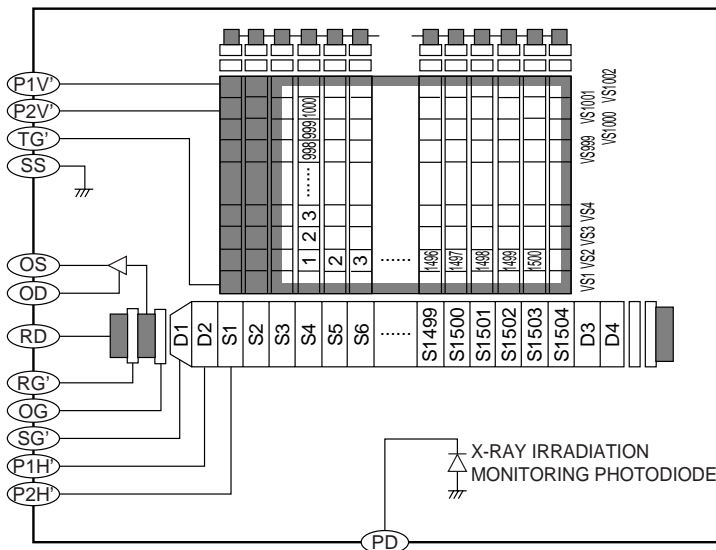 P1V'
P2V'
TG'
SS
OS
OD
RD
RG'
OG
SG'
P1H'
P2H'
1 2 3 ...... 998 999 1000
2
3
......
1496
1497
1498
1499
1500
VS1 VS2 VS3 VS4
VS999 VS1000 VS1001 VS1002
D1 D2 S1 S2 S3 S4 S5 S6 ...... S1499 S1500 S1501 S1502 S1503 S1504 D3 D4
X-RAY IRRADIATION
MONITORING PHOTODIODE
PD